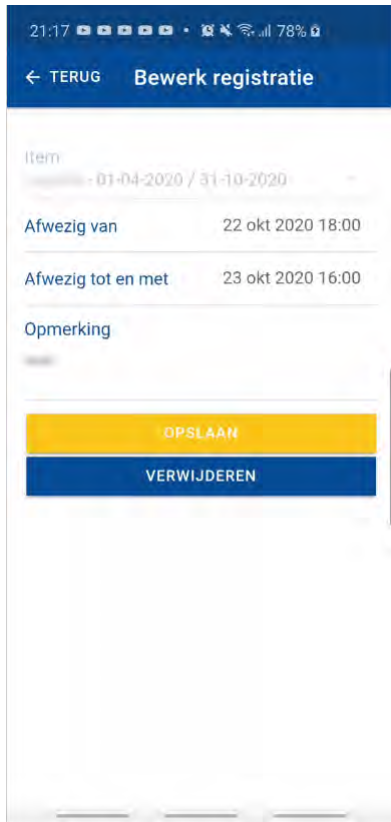 21:17 78%
← TERUG Bewerk registratie
Item
- 01-04-2020 / 31-10-2020
Afwezig van 22 okt 2020 18:00
Afwezig tot en met 23 okt 2020 16:00
Opmerking
OPSLAAN
VERWIJDEREN